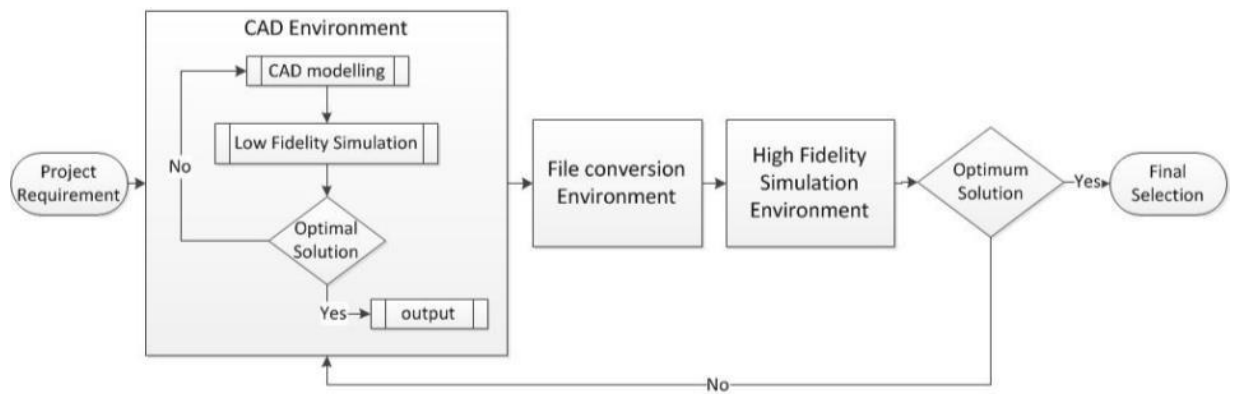 CAD Environment
CAD modelling
Low Fidelity Simulation
No
Optimal
Solution
Yes
output
Project
Requirement
File conversion
Environment
High Fidelity
Simulation
Environment
Optimum
Solution
Yes
Final
Selection
No